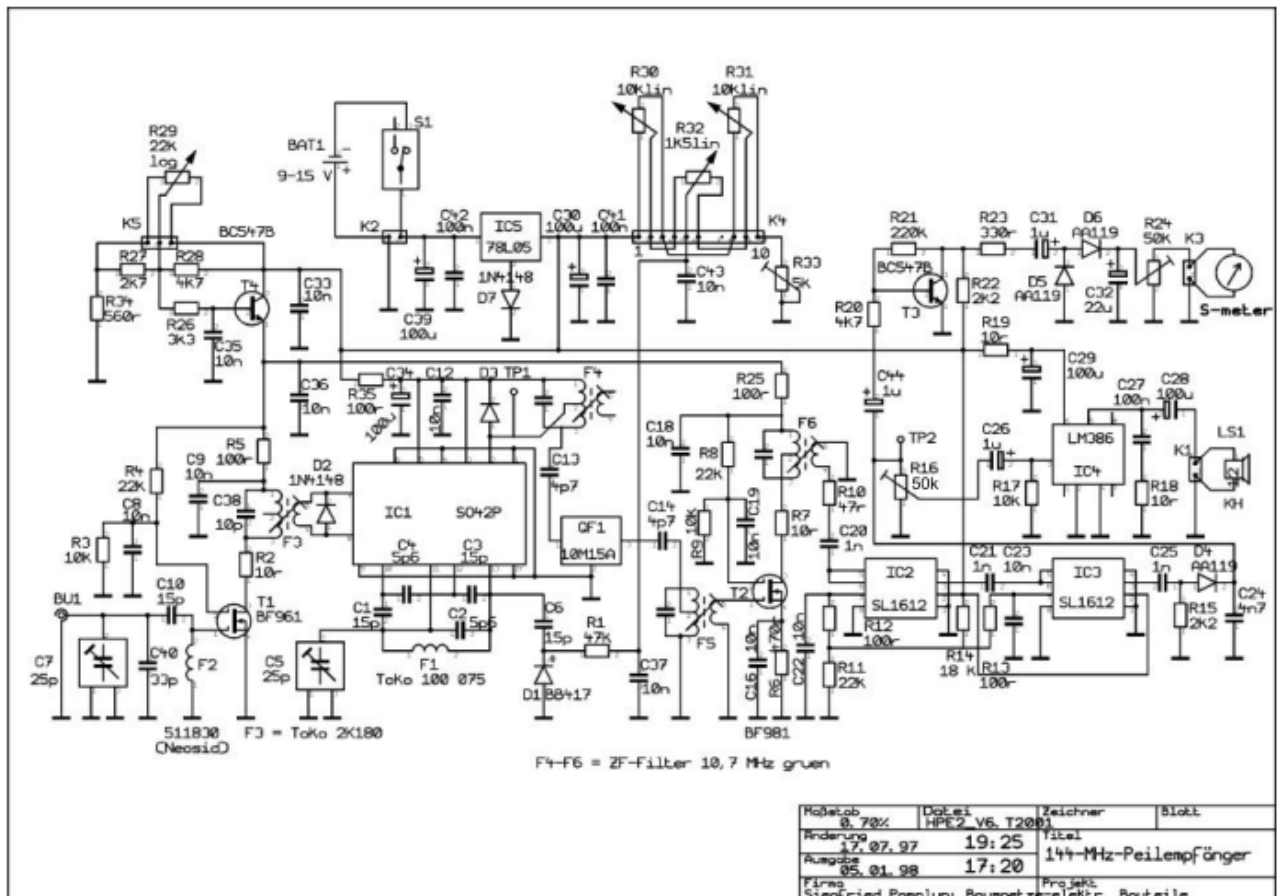 R30
10Klin
R31
10Klin
R32
1K5lin
R29
22K
log
BAT1
9-15 V
S1
K5
BC547B
K2
C42
100n
IC5
78L05
C30
100u
C41
100n
K4
1
10
R21
220K
R23
330r
C31
1u
D6
AA119
R24
50K
K3
R27
2K7
R28
4K7
T4
C33
10n
1N4148
D7
C39
100u
C43
10n
R33
5K
BC547B
T3
R22
2K2
D5
AA119
C32
22u
S-meter
R34
560r
R26
3K3
C35
10n
R20
4K7
R19
10r
C29
100u
C36
10n
R35
100r
C34
100u
C12
10n
D3
TP1
F4
R25
100r
C44
1u
C27
100n
C28
100u
R5
100r
C9
10n
D2
1N4148
C13
4p7
C18
10n
R8
22K
F6
TP2
C26
1u
LM386
IC4
LS1
K1
KH
R4
22K
C8
10n
C38
10p
F3
IC1
SO42P
QF1
10M15A
C14
4p7
R9
10K
C19
10n
R7
10r
R10
47r
R16
50k
R17
10K
R18
10r
R3
10K
R2
10r
C4
5p6
C3
15p
C20
1n
C21
1n
C23
10n
C25
1n
D4
AA119
BU1
C10
15p
T1
BF961
C1
15p
C2
5p6
C6
15p
R1
47K
T2
IC2
SL1612
IC3
SL1612
R15
2K2
C24
4n7
C7
25p
C40
33p
F2
C5
25p
F1
Toko 100 075
D1
BB417
C37
10n
F5
C16
10n
R6
470r
C22
10n
R12
100r
R11
22K
R14
18 K
R13
100r
511830
(Neosid)
F3 = ToKo 2K180
BF981
F4-F6 = ZF-Filter 10,7 MHz gruen
Maßstab
0.70%
Datei
HPE2_V6.T2001
Zeichner
Blatt
Änderung
17.07.97 19:25
Titel
144-MHz-Peilempfänger
Ausgabe
05.01.98 17:20
Firma
Projekt
Siegfried Pomplun;
Bauteile